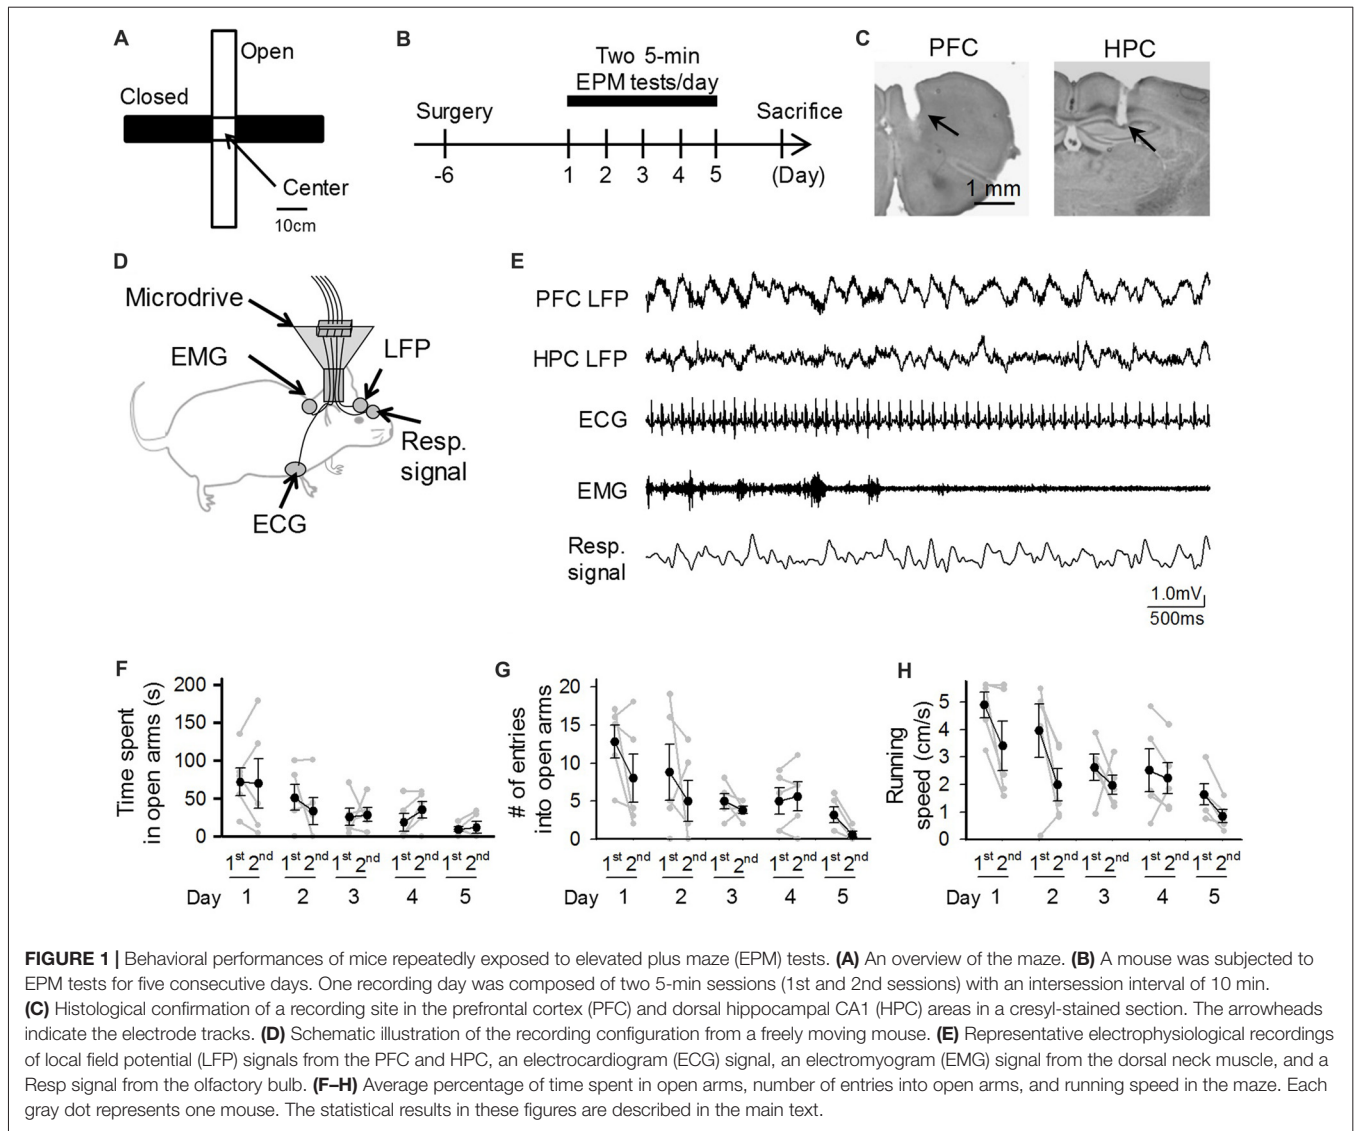 A
Open
Closed
Center
10cm
B
Two 5-min
EPM tests/day
Surgery
Sacrifice
-6
1 2 3 4 5 (Day)
C
PFC
HPC
1 mm
D
Microdrive
EMG
LFP
Resp.
signal
ECG
E
PFC LFP
HPC LFP
ECG
EMG
Resp.
signal
1.0mV
500ms
F
Time spent
in open arms (s)
200
150
100
50
0
1st 2nd 1st 2nd 1st 2nd 1st 2nd 1st 2nd
Day 1 2 3 4 5
G
# of entries
into open arms
20
15
10
5
0
1st 2nd 1st 2nd 1st 2nd 1st 2nd 1st 2nd
Day 1 2 3 4 5
H
Running
speed (cm/s)
5
4
3
2
1
0
1st 2nd 1st 2nd 1st 2nd 1st 2nd 1st 2nd
Day 1 2 3 4 5
FIGURE 1 | Behavioral performances of mice repeatedly exposed to elevated plus maze (EPM) tests. (A) An overview of the maze. (B) A mouse was subjected to
EPM tests for five consecutive days. One recording day was composed of two 5-min sessions (1st and 2nd sessions) with an intersession interval of 10 min.
(C) Histological confirmation of a recording site in the prefrontal cortex (PFC) and dorsal hippocampal CA1 (HPC) areas in a cresyl-stained section. The arrowheads
indicate the electrode tracks. (D) Schematic illustration of the recording configuration from a freely moving mouse. (E) Representative electrophysiological recordings
of local field potential (LFP) signals from the PFC and HPC, an electrocardiogram (ECG) signal, an electromyogram (EMG) signal from the dorsal neck muscle, and a
Resp signal from the olfactory bulb. (F–H) Average percentage of time spent in open arms, number of entries into open arms, and running speed in the maze. Each
gray dot represents one mouse. The statistical results in these figures are described in the main text.